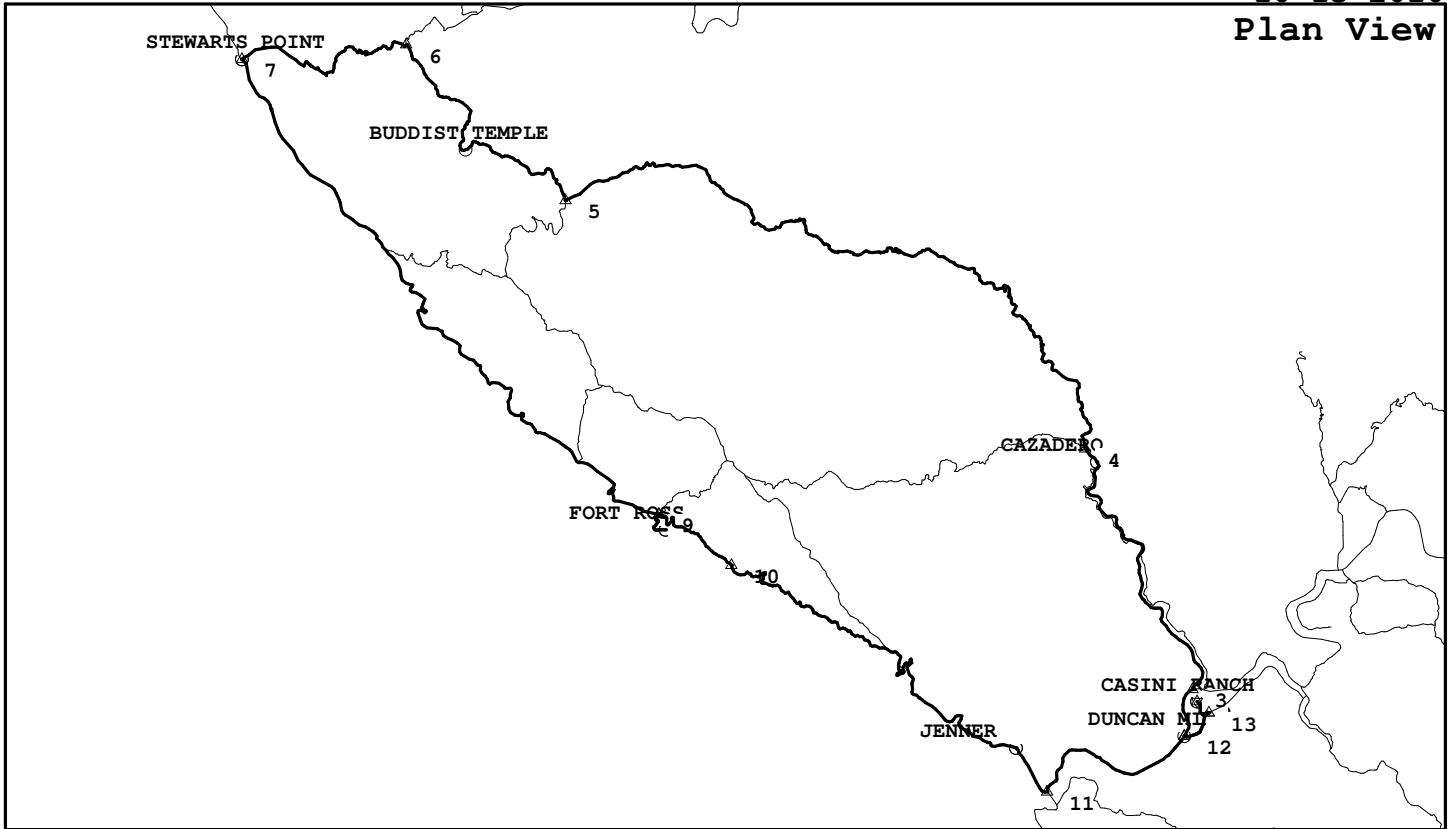 Plan View
STEWARTS POINT
6
7
BUDDIST TEMPLE
5
CAZADERO
4
FORT ROSS
9
10
CASINI RANCH
3
DUNCAN MI
13
JENNER
12
11